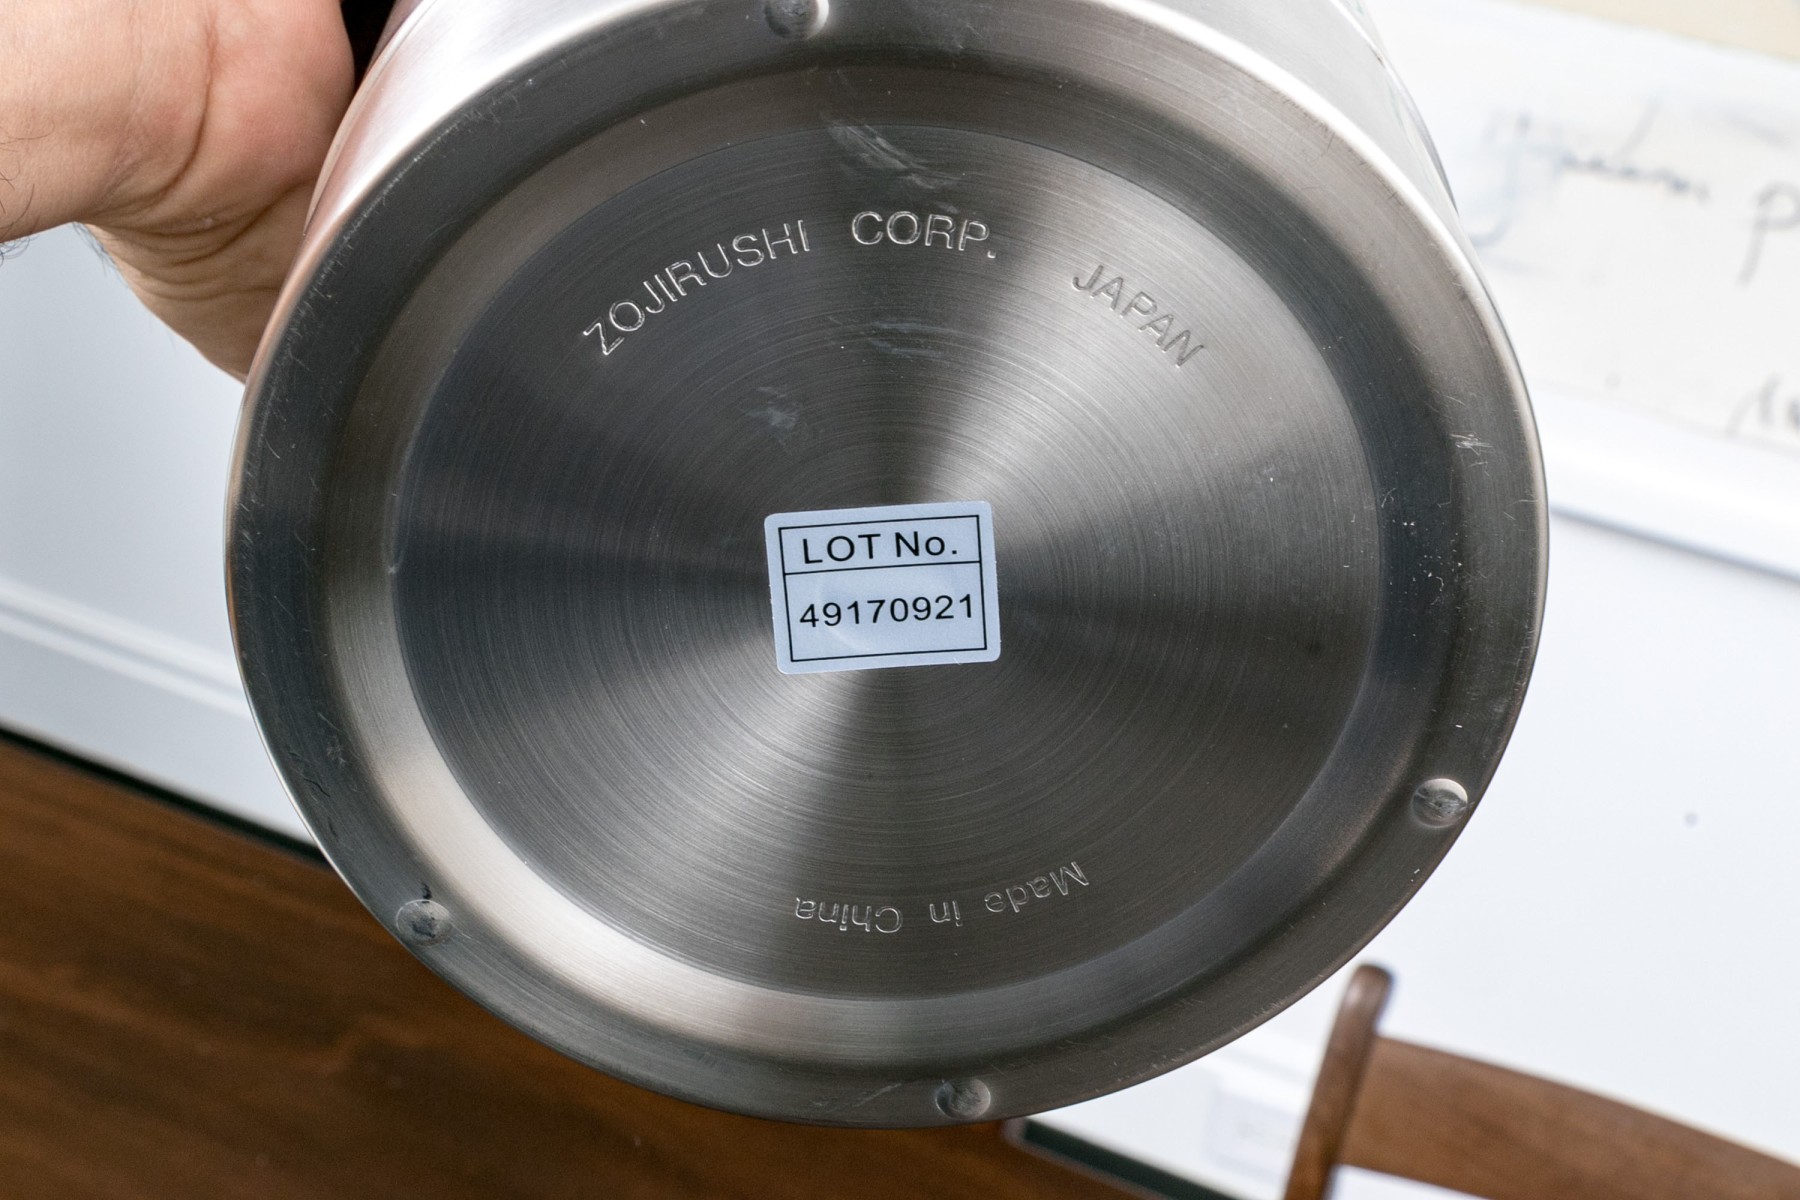 ZOJIRUSHI CORP. JAPAN
LOT No.
49170921
Made in China